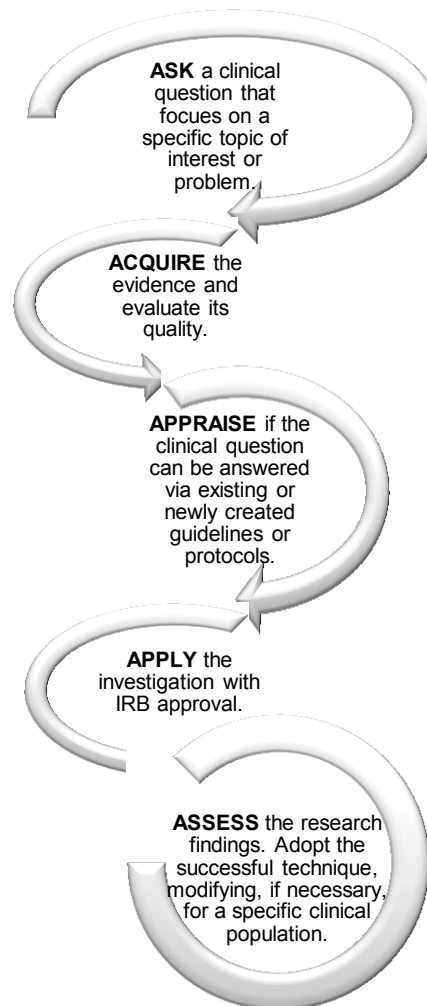 ASK a clinical
question that
focuses on a
specific topic of
interest or
problem.
ACQUIRE the
evidence and
evaluate its
quality.
APPRAISE if the
clinical question
can be answered
via existing or
newly created
guidelines or
protocols.
APPLY the
investigation with
IRB approval.
ASSESS the research
findings. Adopt the
successful technique,
modifying, if necessary,
for a specific clinical
population.